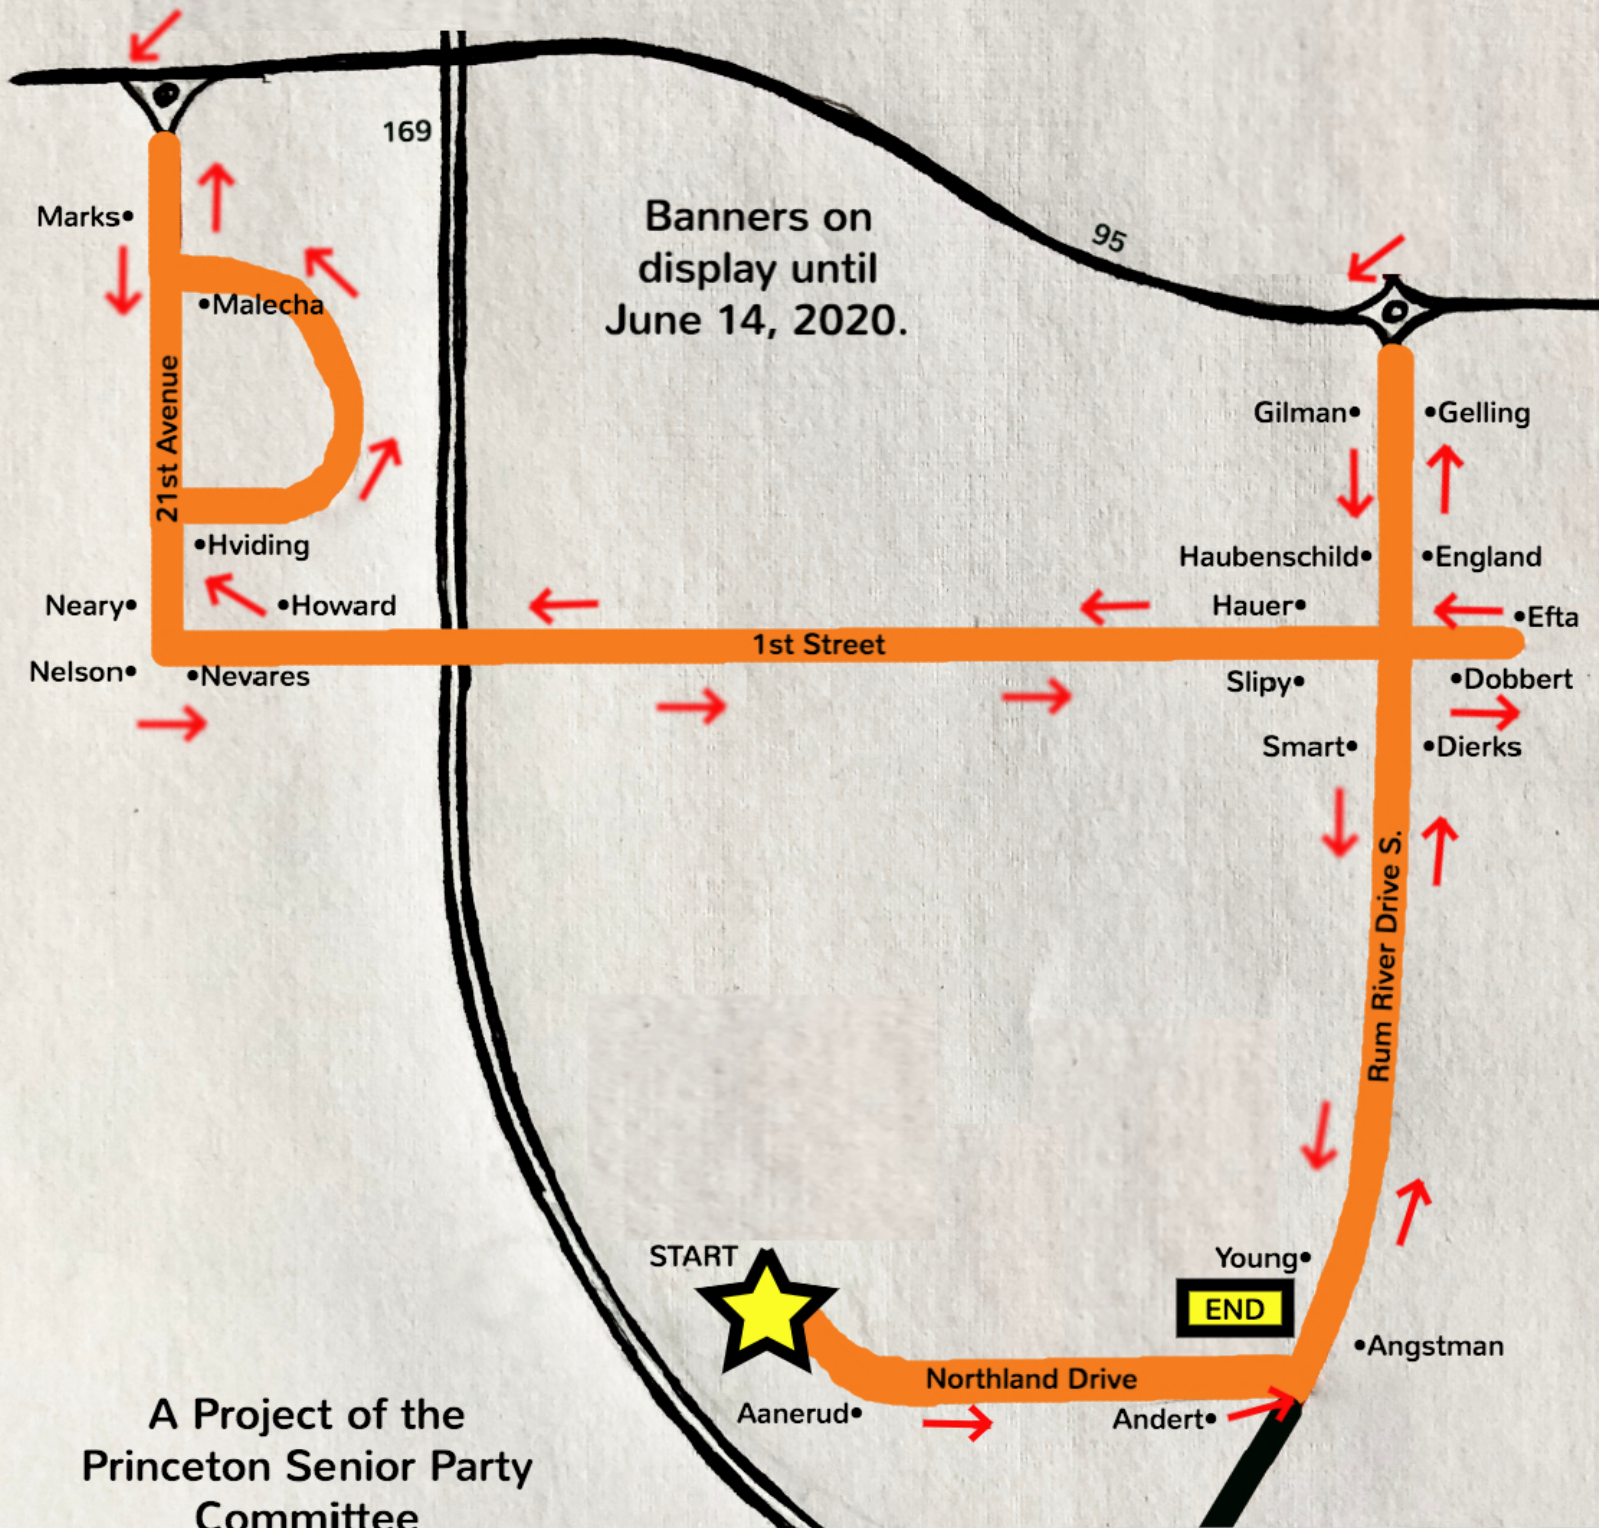 169
Marks
Banners on
display until
June 14, 2020.
95
Malecha
21st Avenue
Gilman
Gelling
Hviding
Haubenschild
England
Neary
Howard
Hauer
Efta
1st Street
Nelson
Nevares
Slipy
Dobbert
Smart
Dierks
Rum River Drive S.
START
Young
END
Angstman
Northland Drive
Aanerud
Andert
A Project of the
Princeton Senior Party
Committee